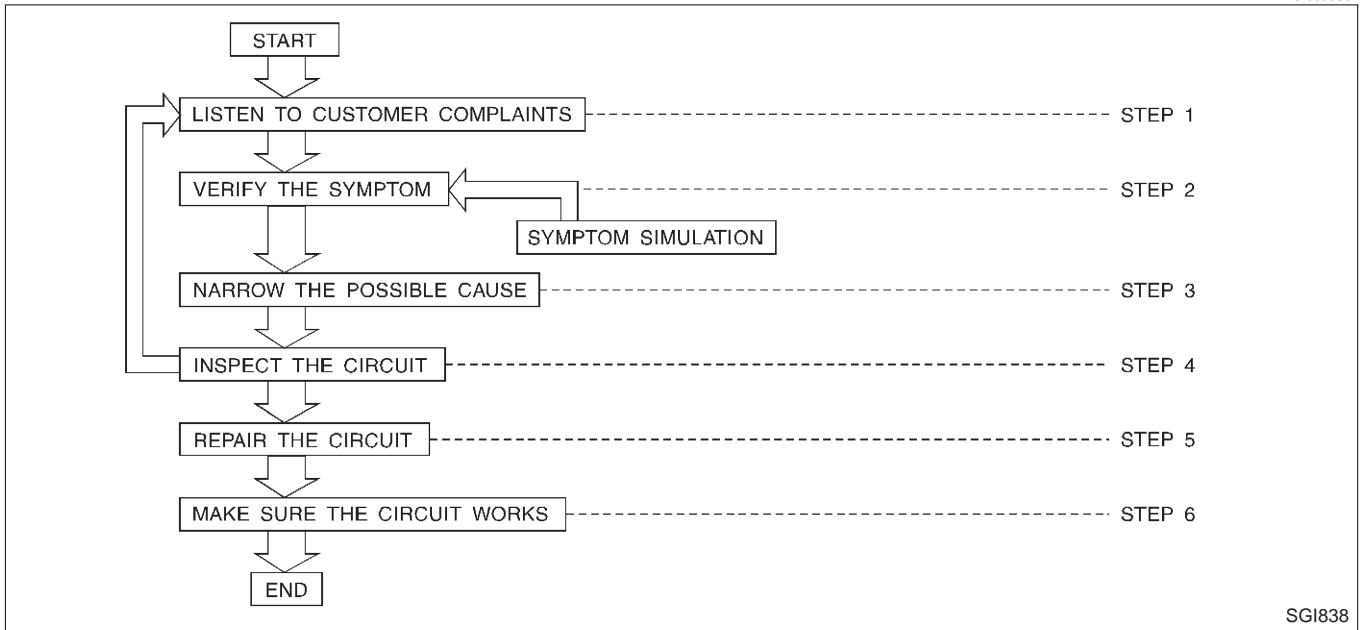 START
LISTEN TO CUSTOMER COMPLAINTS STEP 1
VERIFY THE SYMPTOM STEP 2
SYMPTOM SIMULATION
NARROW THE POSSIBLE CAUSE STEP 3
INSPECT THE CIRCUIT STEP 4
REPAIR THE CIRCUIT STEP 5
MAKE SURE THE CIRCUIT WORKS STEP 6
END
SGI838